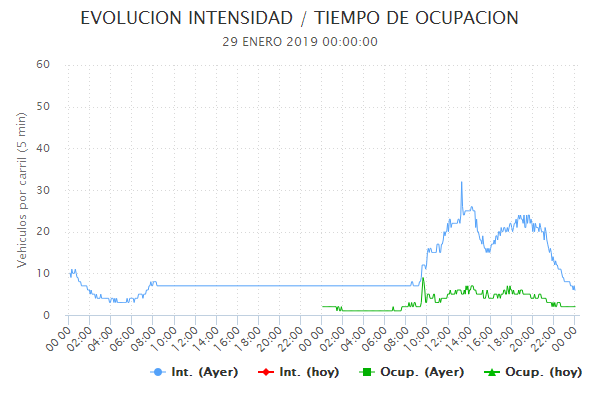 EVOLUCION INTENSIDAD / TIEMPO DE OCUPACION
29 ENERO 2019 00:00:00
Vehiculos por carril (5 min)
60
50
40
30
20
10
0
00:00 02:00 04:00 06:00 08:00 10:00 12:00 14:00 16:00 18:00 20:00 22:00 00:00 02:00 04:00 06:00 08:00 10:00 12:00 14:00 16:00 18:00 20:00 22:00 00:00
Int. (Ayer) Int. (hoy) Ocup. (Ayer) Ocup. (hoy)